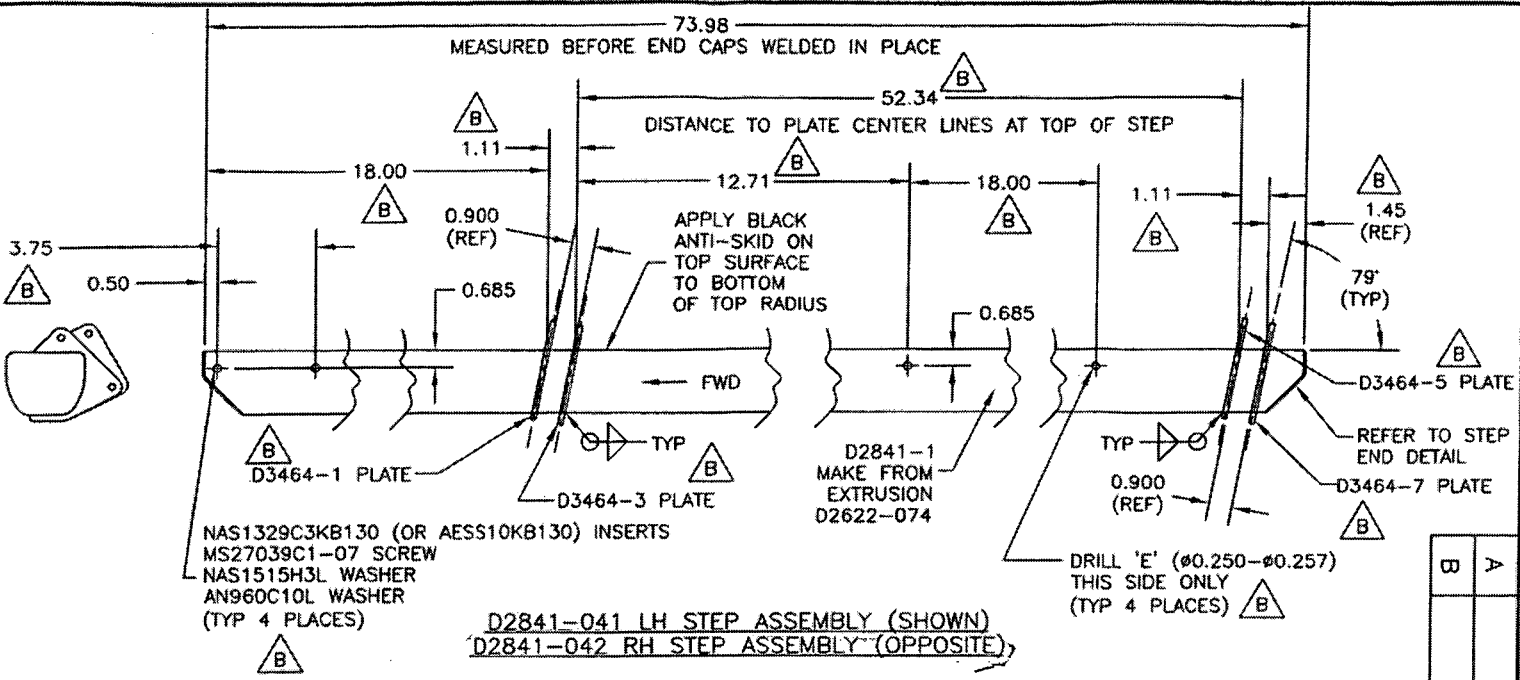 73.98
MEASURED BEFORE END CAPS WELDED IN PLACE
B
52.34
DISTANCE TO PLATE CENTER LINES AT TOP OF STEP
B
1.11
B
18.00
B
12.71
18.00
B
1.11
B
B
1.45
(REF)
3.75
B
0.50
0.900
(REF)
0.685
APPLY BLACK
ANTI-SKID ON
TOP SURFACE
TO BOTTOM
OF TOP RADIUS
0.685
79°
(TYP)
FWD
B
D3464-5 PLATE
B
D3464-1 PLATE
TYP
B
D3464-3 PLATE
D2841-1
MAKE FROM
EXTRUSION
D2622-074
TYP
0.900
(REF)
REFER TO STEP
END DETAIL
D3464-7 PLATE
B
NAS1329C3KB130 (OR AESS10KB130) INSERTS
MS27039C1-07 SCREW
NAS1515H3L WASHER
AN960C10L WASHER
(TYP 4 PLACES)
B
DRILL 'E' (ø0.250-ø0.257)
THIS SIDE ONLY
(TYP 4 PLACES)
B
D2841-041 LH STEP ASSEMBLY (SHOWN)
D2841-042 RH STEP ASSEMBLY (OPPOSITE)
B
A